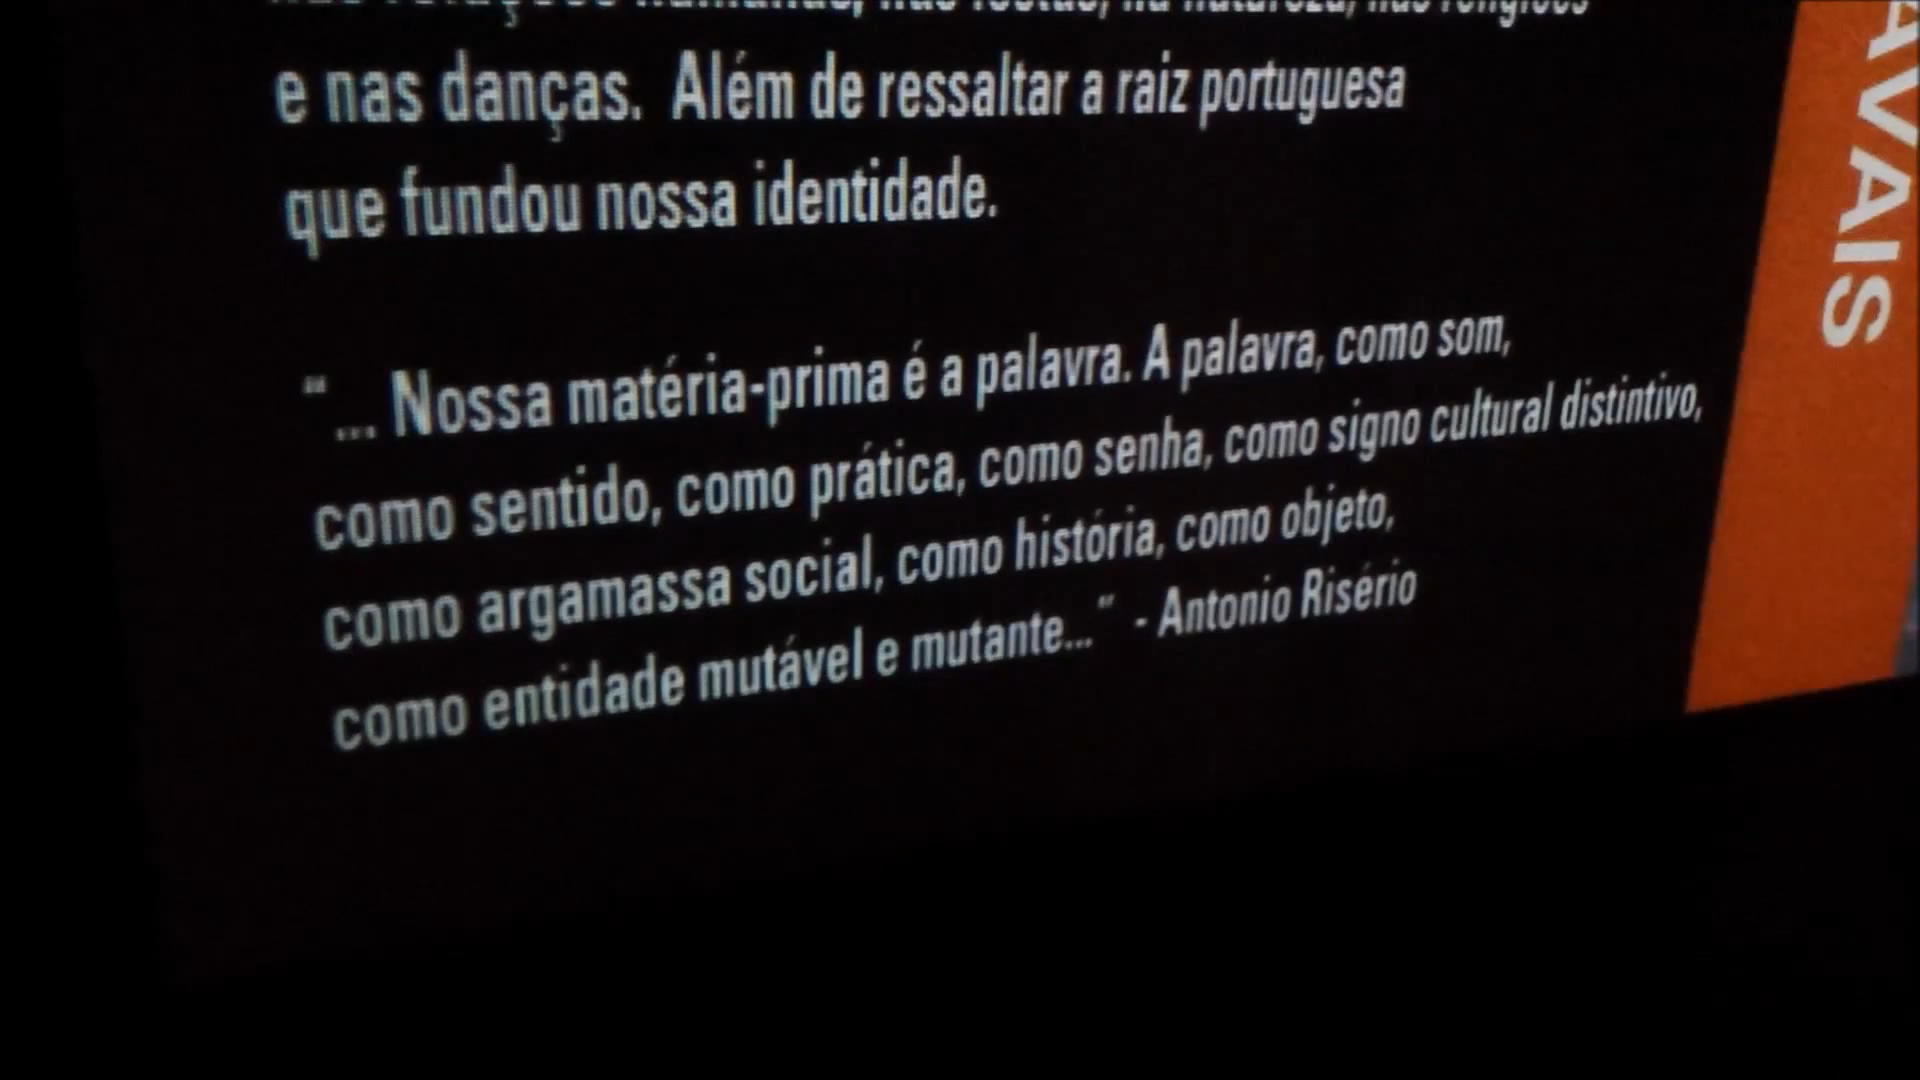 e nas danças. Além de ressaltar a raiz portuguesa
que fundou nossa identidade.
"... Nossa matéria-prima é a palavra. A palavra, como som,
como sentido, como prática, como senha, como signo cultural distintivo,
como argamassa social, como história, como objeto,
como entidade mutável e mutante..." - Antonio Risério
AVAIS